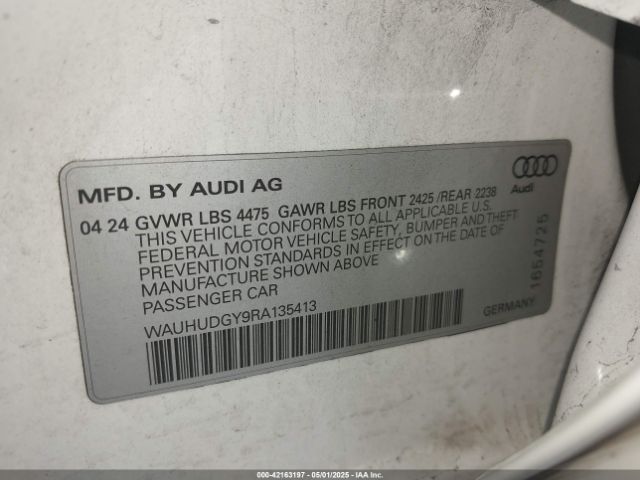 MFD. BY AUDI AG
Audi
04 24 GVWR LBS 4475 GAWR LBS FRONT 2425 /REAR 2238
THIS VEHICLE CONFORMS TO ALL APPLICABLE U.S.
FEDERAL MOTOR VEHICLE SAFETY, BUMPER AND THEFT
PREVENTION STANDARDS IN EFFECT ON THE DATE OF
MANUFACTURE SHOWN ABOVE
PASSENGER CAR
WAUHUDGY9RA135413
GERMANY
1654725
000-42163197 - 05/01/2025 - IAAI.com